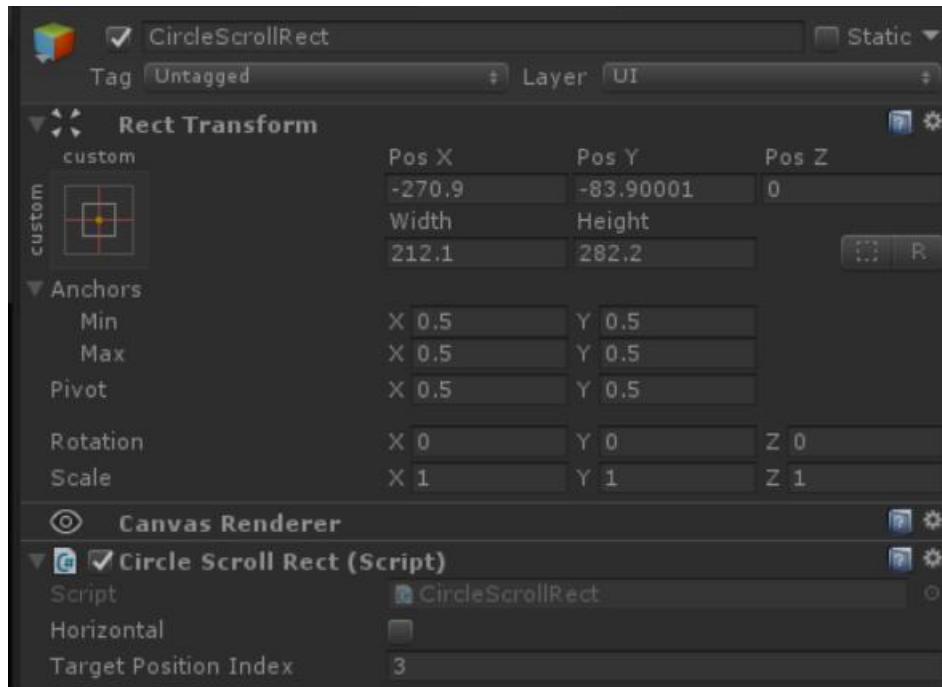 CircleScrollRect Static
Tag Untagged Layer UI
Rect Transform
custom Pos X Pos Y Pos Z
custom
-270.9 -83.90001 0
Width Height
212.1 282.2 R
Anchors
Min X 0.5 Y 0.5
Max X 0.5 Y 0.5
Pivot X 0.5 Y 0.5
Rotation X 0 Y 0 Z 0
Scale X 1 Y 1 Z 1
Canvas Renderer
Circle Scroll Rect (Script)
Script CircleScrollRect
Horizontal
Target Position Index 3